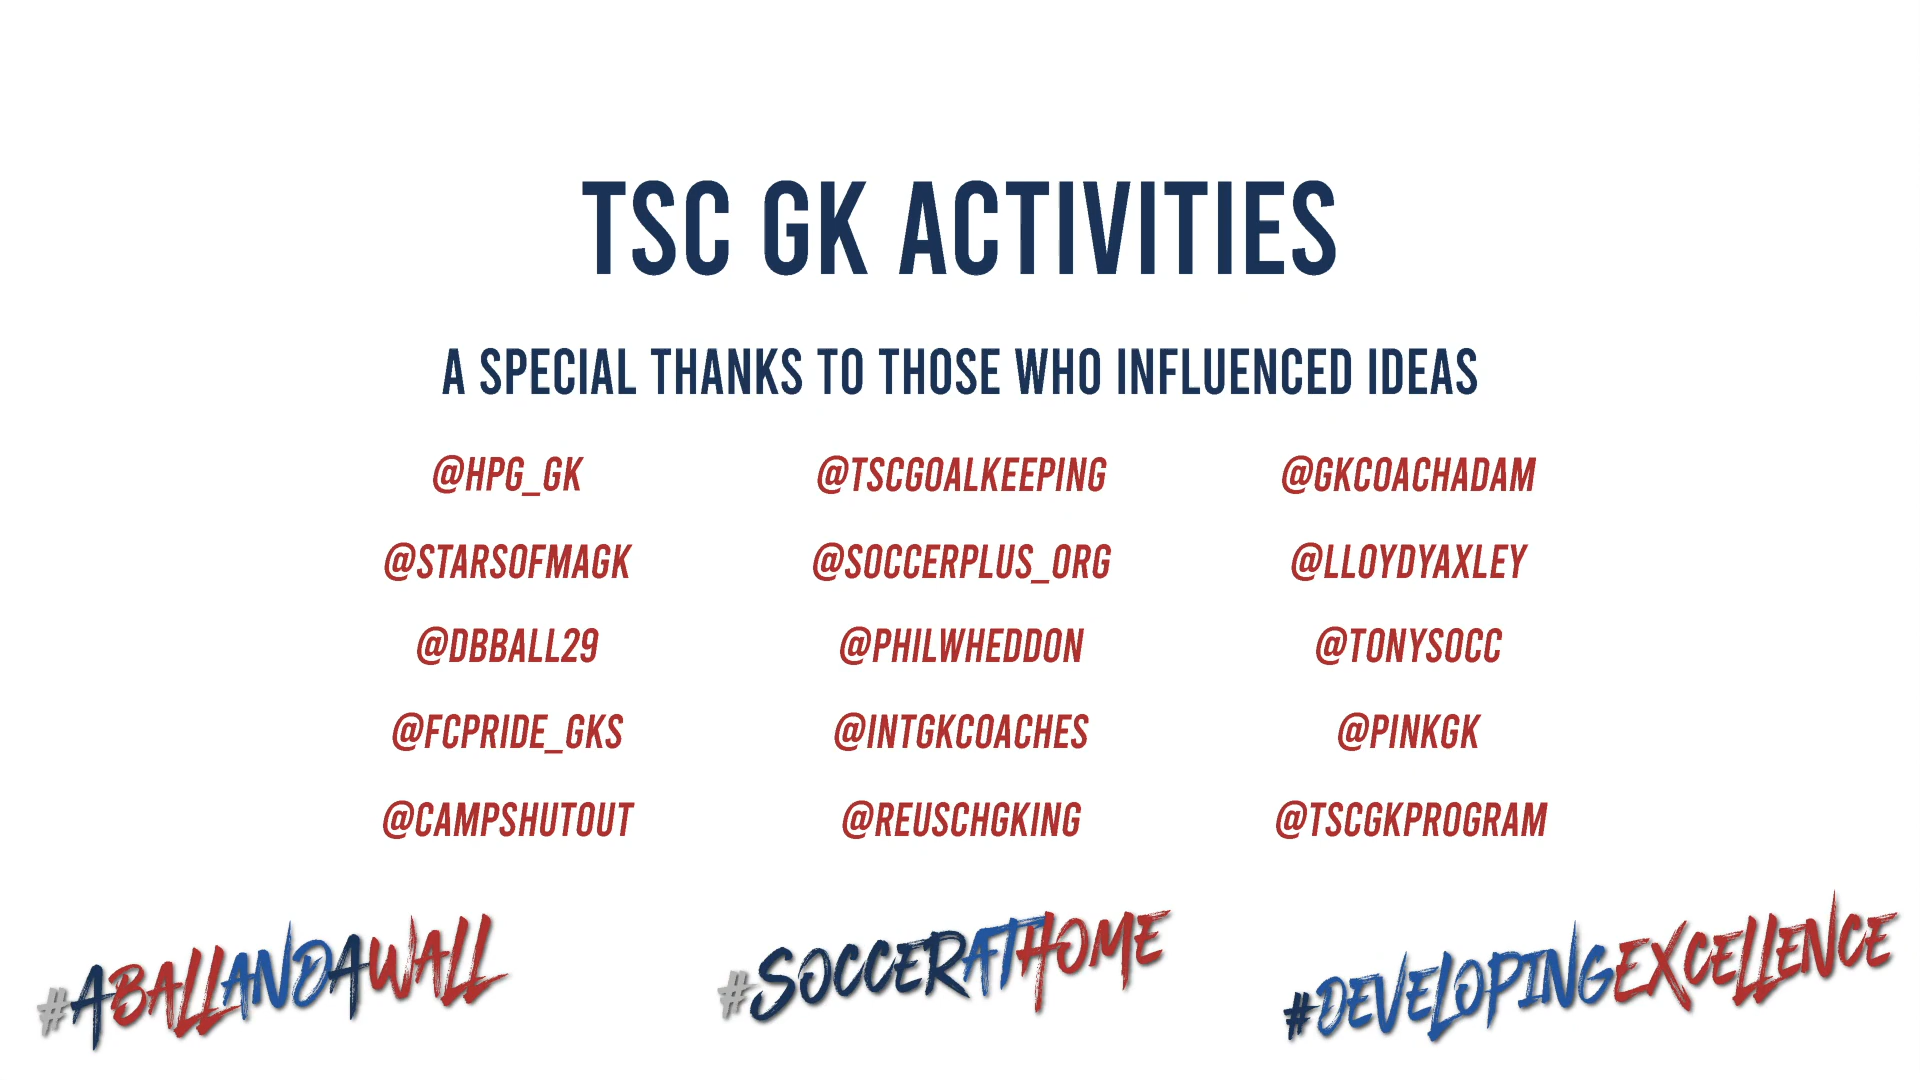 TSC GK ACTIVITIES
A SPECIAL THANKS TO THOSE WHO INFLUENCED IDEAS
@HPG_GK @TSCGOALKEEPING @GKCOACHADAM
@STARSOFMAGK @SOCCERPLUS_ORG @LLOYDYAXLEY
@DBBALL29 @PHILWHEDDON @TONYSOCC
@FCPRIDE_GKS @INTGKCOACHES @PINKGK
@CAMPSHUTOUT @REUSCHGKING @TSCGKPROGRAM
#ABALLANDAWALL #SOCCERATHOME #DEVELOPINGEXCELLENCE